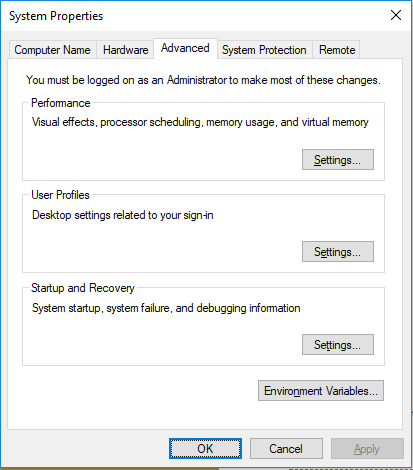 System Properties
Computer Name Hardware Advanced System Protection Remote
You must be logged on as an Administrator to make most of these changes.
Performance
Visual effects, processor scheduling, memory usage, and virtual memory
Settings...
User Profiles
Desktop settings related to your sign-in
Settings...
Startup and Recovery
System startup, system failure, and debugging information
Settings...
Environment Variables...
OK Cancel Apply